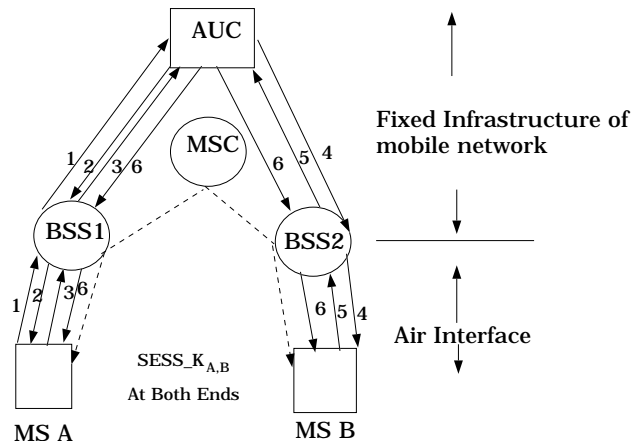 AUC
MSC
Fixed Infrastructure of
mobile network
1 2 3 6
6 5 4
BSS1
BSS2
1 2 3 6
6 5 4
Air Interface
SESS_K A,B
At Both Ends
MS A
MS B